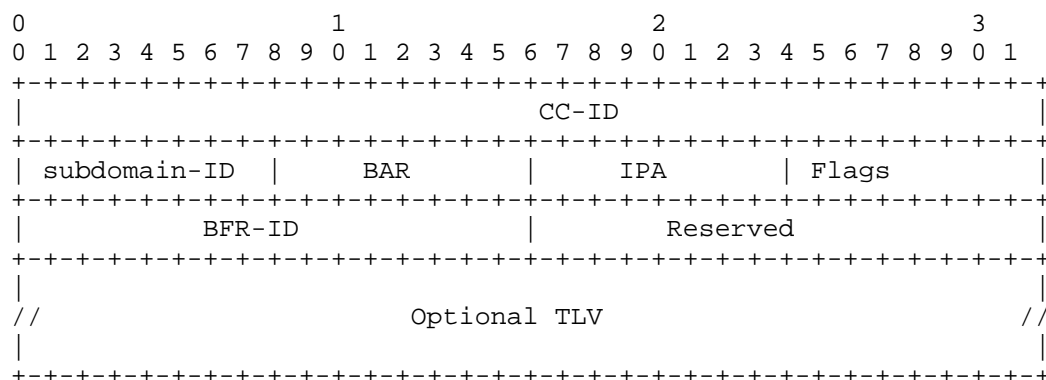 0                   1                   2                   3
0 1 2 3 4 5 6 7 8 9 0 1 2 3 4 5 6 7 8 9 0 1 2 3 4 5 6 7 8 9 0 1
+-+-+-+-+-+-+-+-+-+-+-+-+-+-+-+-+-+-+-+-+-+-+-+-+-+-+-+-+-+-+-+-+
|                                CC-ID                          |
+-+-+-+-+-+-+-+-+-+-+-+-+-+-+-+-+-+-+-+-+-+-+-+-+-+-+-+-+-+-+-+-+
| subdomain-ID  |     BAR       |     IPA       | Flags         |
+-+-+-+-+-+-+-+-+-+-+-+-+-+-+-+-+-+-+-+-+-+-+-+-+-+-+-+-+-+-+-+-+
|           BFR-ID              |        Reserved               |
+-+-+-+-+-+-+-+-+-+-+-+-+-+-+-+-+-+-+-+-+-+-+-+-+-+-+-+-+-+-+-+-+
|                                                               |
//                       Optional TLV                          //
|                                                               |
+-+-+-+-+-+-+-+-+-+-+-+-+-+-+-+-+-+-+-+-+-+-+-+-+-+-+-+-+-+-+-+-+